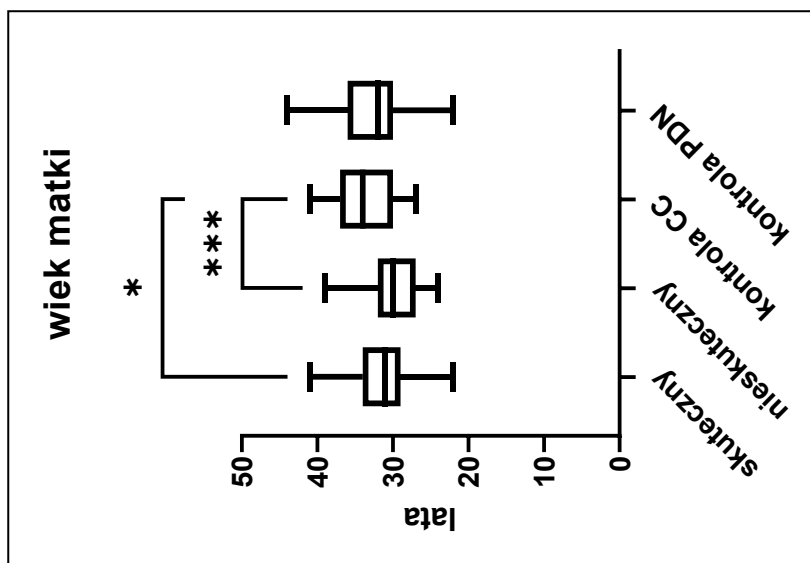 wiek matki
*
***
lata
50
40
30
20
10
0
skuteczny
nieskuteczny
kontrola CC
kontrola PDN